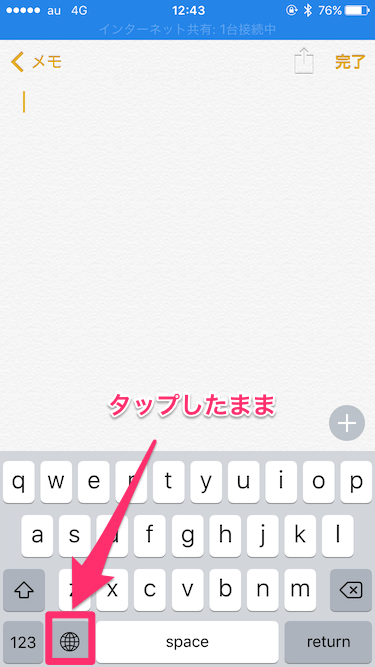 au 4G 12:43 76%
インターネット共有: 1台接続中
メモ 完了
タップしたまま
q w e r t y u i o p
a s d f g h j k l
z x c v b n m
123 space return